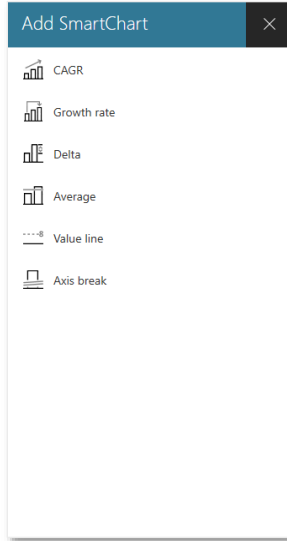 Add SmartChart
CAGR
Growth rate
Delta
Average
Value line
Axis break